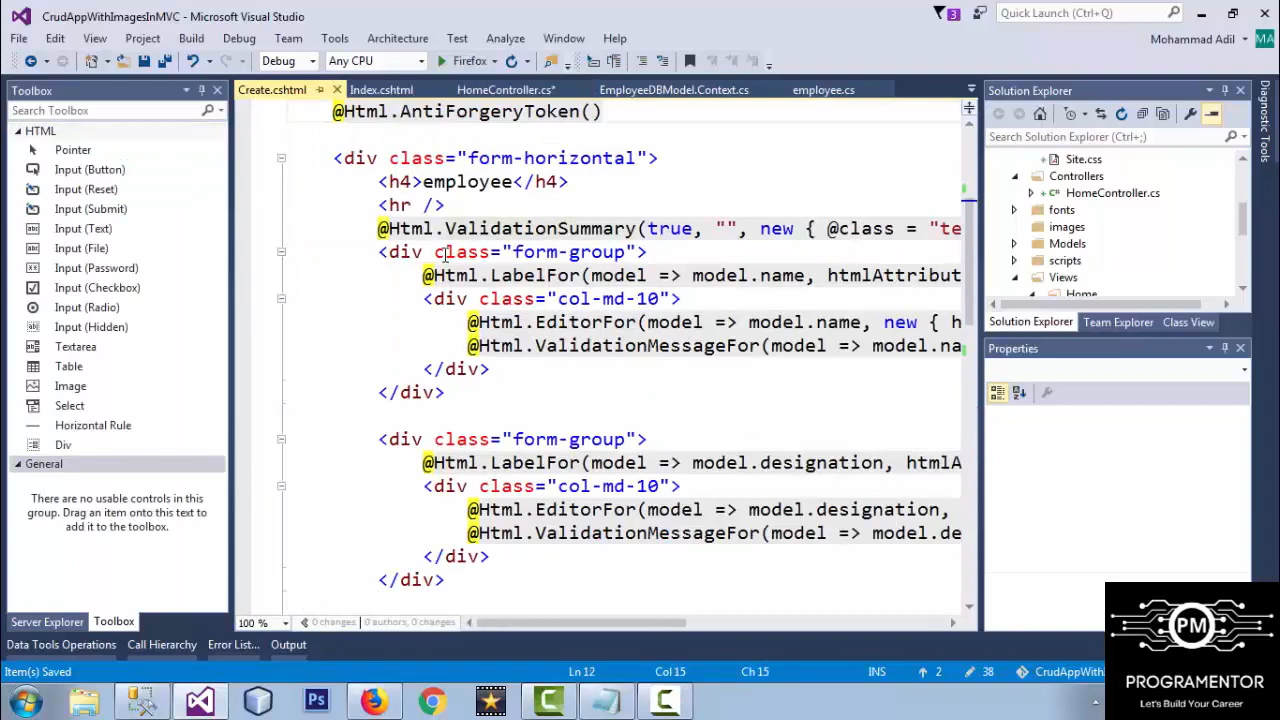 CrudAppWithImagesInMVC - Microsoft Visual Studio
3
Quick Launch (Ctrl+Q)
File Edit View Project Build Debug Team Tools Architecture Test Analyze Window Help
Mohammad Adil
MA
Debug Any CPU Firefox
Toolbox
Create.cshtml Index.cshtml HomeController.cs* EmployeeDBModel.Context.cs employee.cs
Solution Explorer
Search Toolbox
Search Solution Explorer (Ctrl+;)
Diagnostic Tools
HTML
Pointer
Input (Button)
Input (Reset)
Input (Submit)
Input (Text)
Input (File)
Input (Password)
Input (Checkbox)
Input (Radio)
Input (Hidden)
Textarea
Table
Image
Select
Horizontal Rule
Div
General
There are no usable controls in this
group. Drag an item onto this text to
add it to the toolbox.
@Html.AntiForgeryToken()
<div class="form-horizontal">
<h4>employee</h4>
<hr />
@Html.ValidationSummary(true, "", new { @class = "te
<div class="form-group">
@Html.LabelFor(model => model.name, htmlAttribut
<div class="col-md-10">
@Html.EditorFor(model => model.name, new { h
@Html.ValidationMessageFor(model => model.na
</div>
</div>
<div class="form-group">
@Html.LabelFor(model => model.designation, htmlA
<div class="col-md-10">
@Html.EditorFor(model => model.designation,
@Html.ValidationMessageFor(model => model.de
</div>
</div>
Site.css
Controllers
HomeController.cs
fonts
images
Models
scripts
Views
Home
Solution Explorer Team Explorer Class View
Properties
Server Explorer Toolbox
100 % 0 changes, 0 authors, 0 changes
Data Tools Operations Call Hierarchy Error List... Output
Item(s) Saved Ln 12 Col 15 Ch 15 INS 2 38 CrudAppWith
Ps
PM
PROGRAMENTOR
Let's Build Your Career